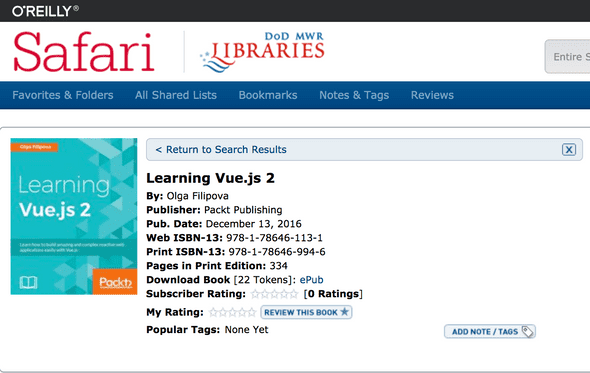 O'REILLY®
Safari
DoD MWR
LIBRARIES
Entire S
Favorites & Folders All Shared Lists Bookmarks Notes & Tags Reviews
Olga Filipova
Learning
Vue.js 2
Learn how to build amazing and complex reactive web
applications easily with Vue.js
Packt
< Return to Search Results X
Learning Vue.js 2
By: Olga Filipova
Publisher: Packt Publishing
Pub. Date: December 13, 2016
Web ISBN-13: 978-1-78646-113-1
Print ISBN-13: 978-1-78646-994-6
Pages in Print Edition: 334
Download Book [22 Tokens]: ePub
Subscriber Rating: [0 Ratings]
My Rating: REVIEW THIS BOOK
Popular Tags: None Yet ADD NOTE / TAGS